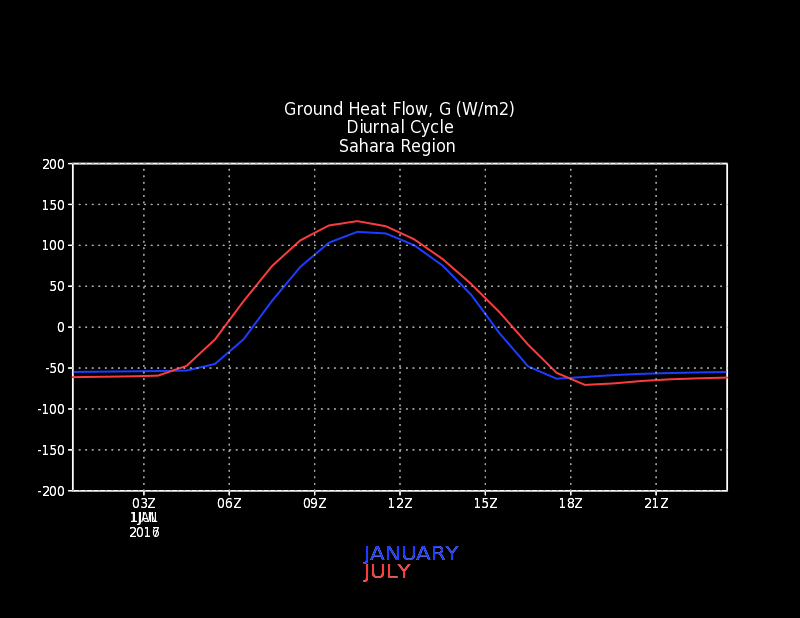 Ground Heat Flow, G (W/m2)
Diurnal Cycle
Sahara Region
200
150
100
50
0
-50
-100
-150
-200
03Z 06Z 09Z 12Z 15Z 18Z 21Z
JANUARY
JULY